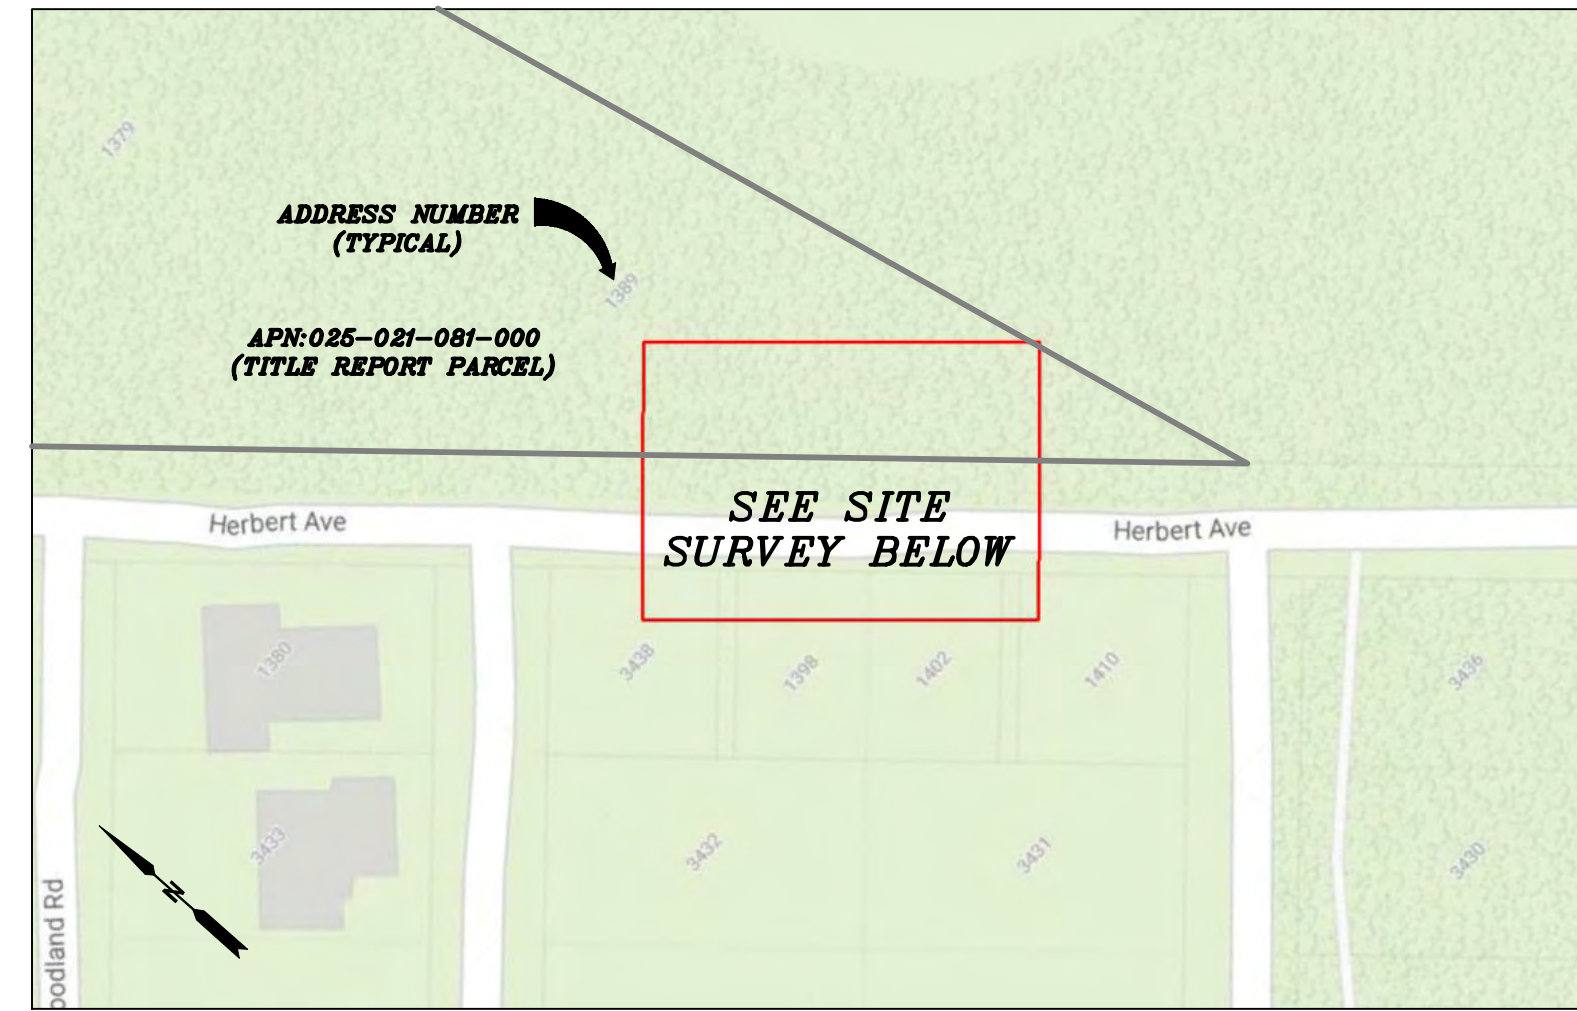 1379
ADDRESS NUMBER
(TYPICAL)
1389
APN:025-021-081-000
(TITLE REPORT PARCEL)
SEE SITE
SURVEY BELOW
Herbert Ave
Herbert Ave
1380
3438
1398
1402
1410
3436
3433
3432
3431
3430
N
oodland Rd